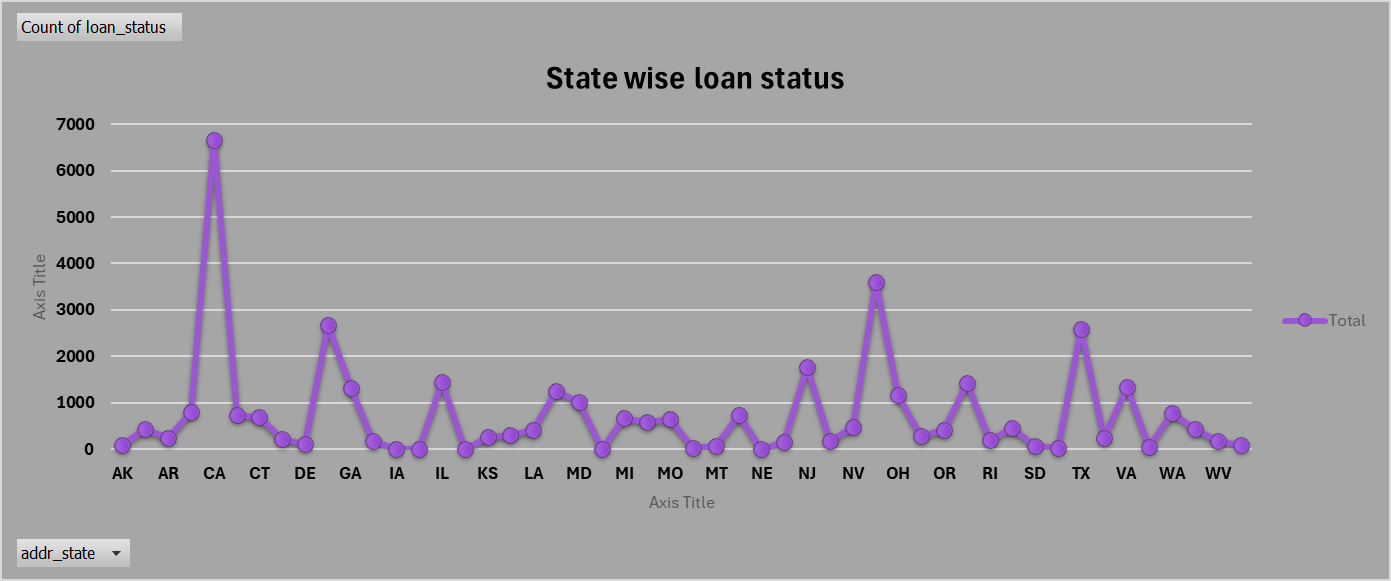 Count of loan_status
State wise loan status
7000
6000
5000
4000
3000
2000
1000
0
Axis Title
AK AR CA CT DE GA IA IL KS LA MD MI MO MT NE NJ NV OH OR RI SD TX VA WA WV
Axis Title
Total
addr_state